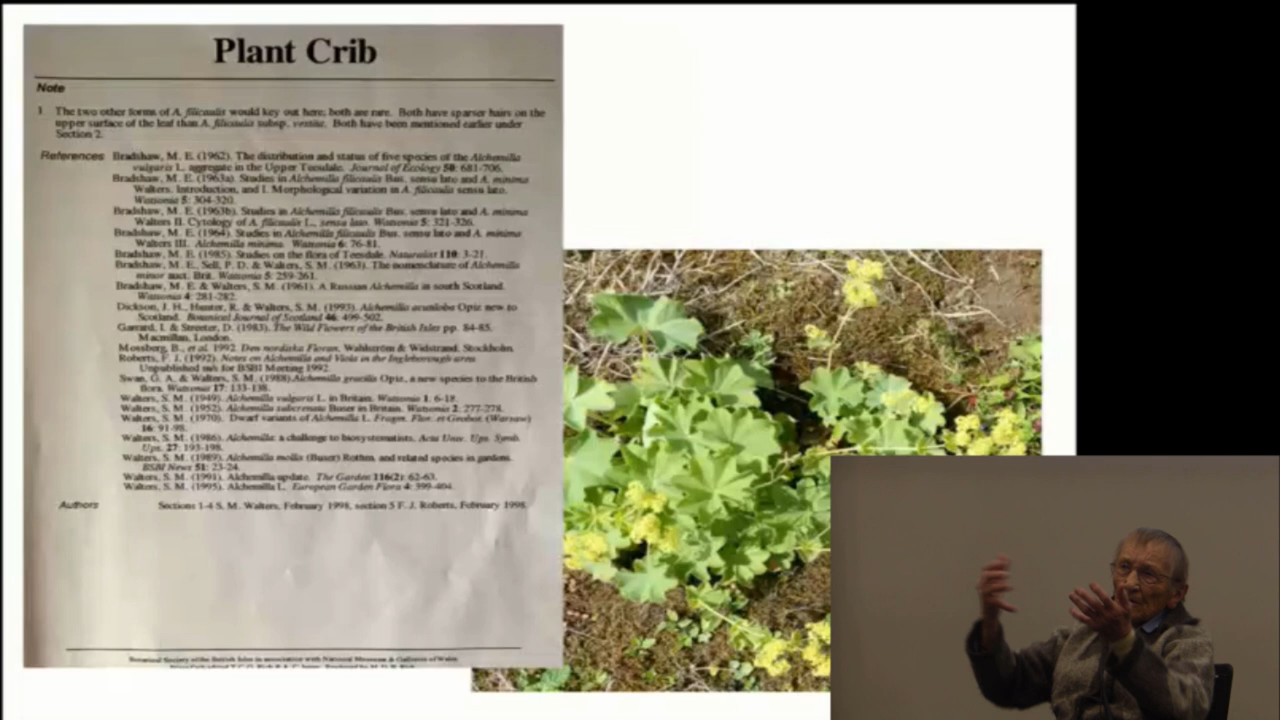 Plant Crib
Note
1 The two other forms of A. filicaulis would key out here, both are rare. Both have sparser hairs on the
upper surface of the leaf than A. filicaulis subsp. vestita. Both have been mentioned earlier under
Section 2.
References Bradshaw, M. E. (1962). The distribution and status of five species of the Alchemilla
vulgaris L. aggregate in the Upper Teesdale. Journal of Ecology 50: 681-706.
Bradshaw, M. E. (1963a). Studies in Alchemilla filicaulis Bus. sensu lato and A. minima
Walters. Introduction, and I. Morphological variation in A. filicaulis sensu lato.
Watsonia 5: 304-320.
Bradshaw, M. E. (1963b). Studies in Alchemilla filicaulis Bus. sensu lato and A. minima
Walters II. Cytology of A. filicaulis L., sensu lato. Watsonia 5: 321-326.
Bradshaw, M. E. (1964). Studies in Alchemilla filicaulis Bus. sensu lato and A. minima
Walters III. Alchemilla minima. Watsonia 6: 76-81.
Bradshaw, M. E. (1985). Studies on the flora of Teesdale. Naturalist 110: 3-21.
Bradshaw, M. E., Sell, P. D. & Walters, S. M. (1963). The nomenclature of Alchemilla
minor auct. Brit. Watsonia 5: 259-261.
Bradshaw, M. E. & Walters, S. M. (1961). A Russian Alchemilla in south Scotland.
Watsonia 4: 281-282.
Dickson, J. H., Hunter, R. & Walters, S. M. (1993). Alchemilla acutiloba Opiz new to
Scotland. Botanical Journal of Scotland 46: 499-502.
Garrard, I. & Streeter, D. (1983). The Wild Flowers of the British Isles pp. 84-85.
Macmillan, London.
Mossberg, B., et al. 1992. Den nordiska Floran. Wahlström & Widstrand, Stockholm.
Roberts, F. J. (1992). Notes on Alchemilla and Viola in the Ingleborough area.
Unpublished for BSBI Meeting 1992.
Swan, G. A. & Walters, S. M. (1988) Alchemilla gracilis Opiz, a new species to the British
flora. Watsonia 17: 133-138.
Walters, S. M. (1949). Alchemilla vulgaris L. in Britain. Watsonia 1: 6-18.
Walters, S. M. (1952). Alchemilla subcrenata Buser in Britain. Watsonia 2: 277-278.
Walters, S. M. (1970). Dwarf variants of Alchemilla L. Fragm. Flor. et Geobot. (Warsaw)
16: 91-98.
Walters, S. M. (1986). Alchemilla: a challenge to biosystematists. Acta Univ. Ups. Symb.
Ups. 27: 193-198.
Walters, S. M. (1989). Alchemilla mollis (Buser) Rothm. and related species in gardens.
BSBI News 51: 23-24.
Walters, S. M. (1991). Alchemilla update. The Garden 116(2): 62-63.
Walters, S. M. (1995). Alchemilla L. European Garden Flora 4: 399-404.
Authors Sections 1-4 S. M. Walters, February 1998, section 5 F. J. Roberts, February 1998.
Botanical Society of the British Isles in association with National Museums & Galleries of Wales